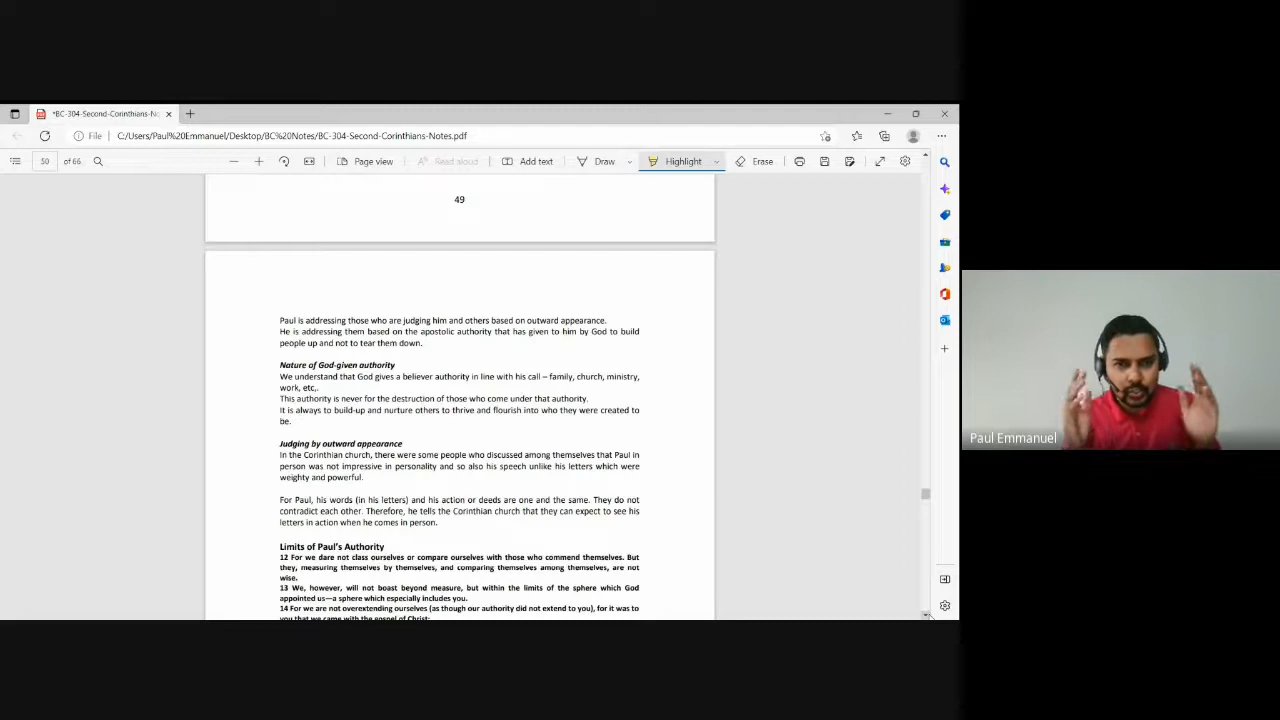 *BC-304-Second-Corinthians-No
File
C:/Users/Paul%20Emmanuel/Desktop/BC%20Notes/BC-304-Second-Corinthians-Notes.pdf
50 of 66
Page view
Read aloud
Add text
Draw
Highlight
Erase
49
Paul is addressing those who are judging him and others based on outward appearance.
He is addressing them based on the apostolic authority that has given to him by God to build
people up and not to tear them down.
Nature of God-given authority
We understand that God gives a believer authority in line with his call – family, church, ministry,
work, etc,.
This authority is never for the destruction of those who come under that authority.
It is always to build-up and nurture others to thrive and flourish into who they were created to
be.
Judging by outward appearance
In the Corinthian church, there were some people who discussed among themselves that Paul in
person was not impressive in personality and so also his speech unlike his letters which were
weighty and powerful.
For Paul, his words (in his letters) and his action or deeds are one and the same. They do not
contradict each other. Therefore, he tells the Corinthian church that they can expect to see his
letters in action when he comes in person.
Limits of Paul's Authority
12 For we dare not class ourselves or compare ourselves with those who commend themselves. But
they, measuring themselves by themselves, and comparing themselves among themselves, are not
wise.
13 We, however, will not boast beyond measure, but within the limits of the sphere which God
appointed us—a sphere which especially includes you.
14 For we are not overextending ourselves (as though our authority did not extend to you), for it was to
you that we came with the gospel of Christ;
Paul Emmanuel